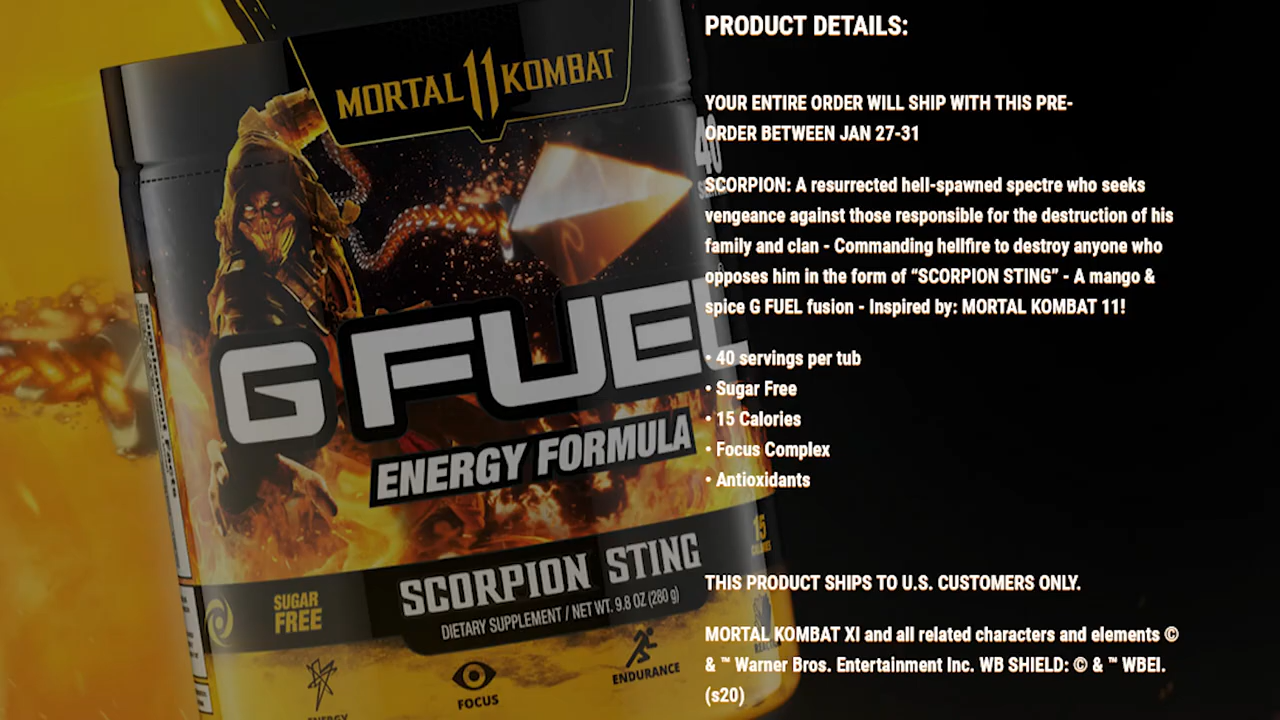 MORTAL 11 KOMBAT
40
G FUEL
ENERGY FORMULA
15
CALORIES
SCORPION STING
DIETARY SUPPLEMENT / NET WT. 9.8 OZ (280 g)
SUGAR
FREE
ENERGY
FOCUS
ENDURANCE
PRODUCT DETAILS:
YOUR ENTIRE ORDER WILL SHIP WITH THIS PRE-
ORDER BETWEEN JAN 27-31
SCORPION: A resurrected hell-spawned spectre who seeks
vengeance against those responsible for the destruction of his
family and clan - Commanding hellfire to destroy anyone who
opposes him in the form of “SCORPION STING” - A mango &
spice G FUEL fusion - Inspired by: MORTAL KOMBAT 11!
• 40 servings per tub
• Sugar Free
• 15 Calories
• Focus Complex
• Antioxidants
THIS PRODUCT SHIPS TO U.S. CUSTOMERS ONLY.
MORTAL KOMBAT XI and all related characters and elements ©
& ™ Warner Bros. Entertainment Inc. WB SHIELD: © & ™ WBEI.
(s20)